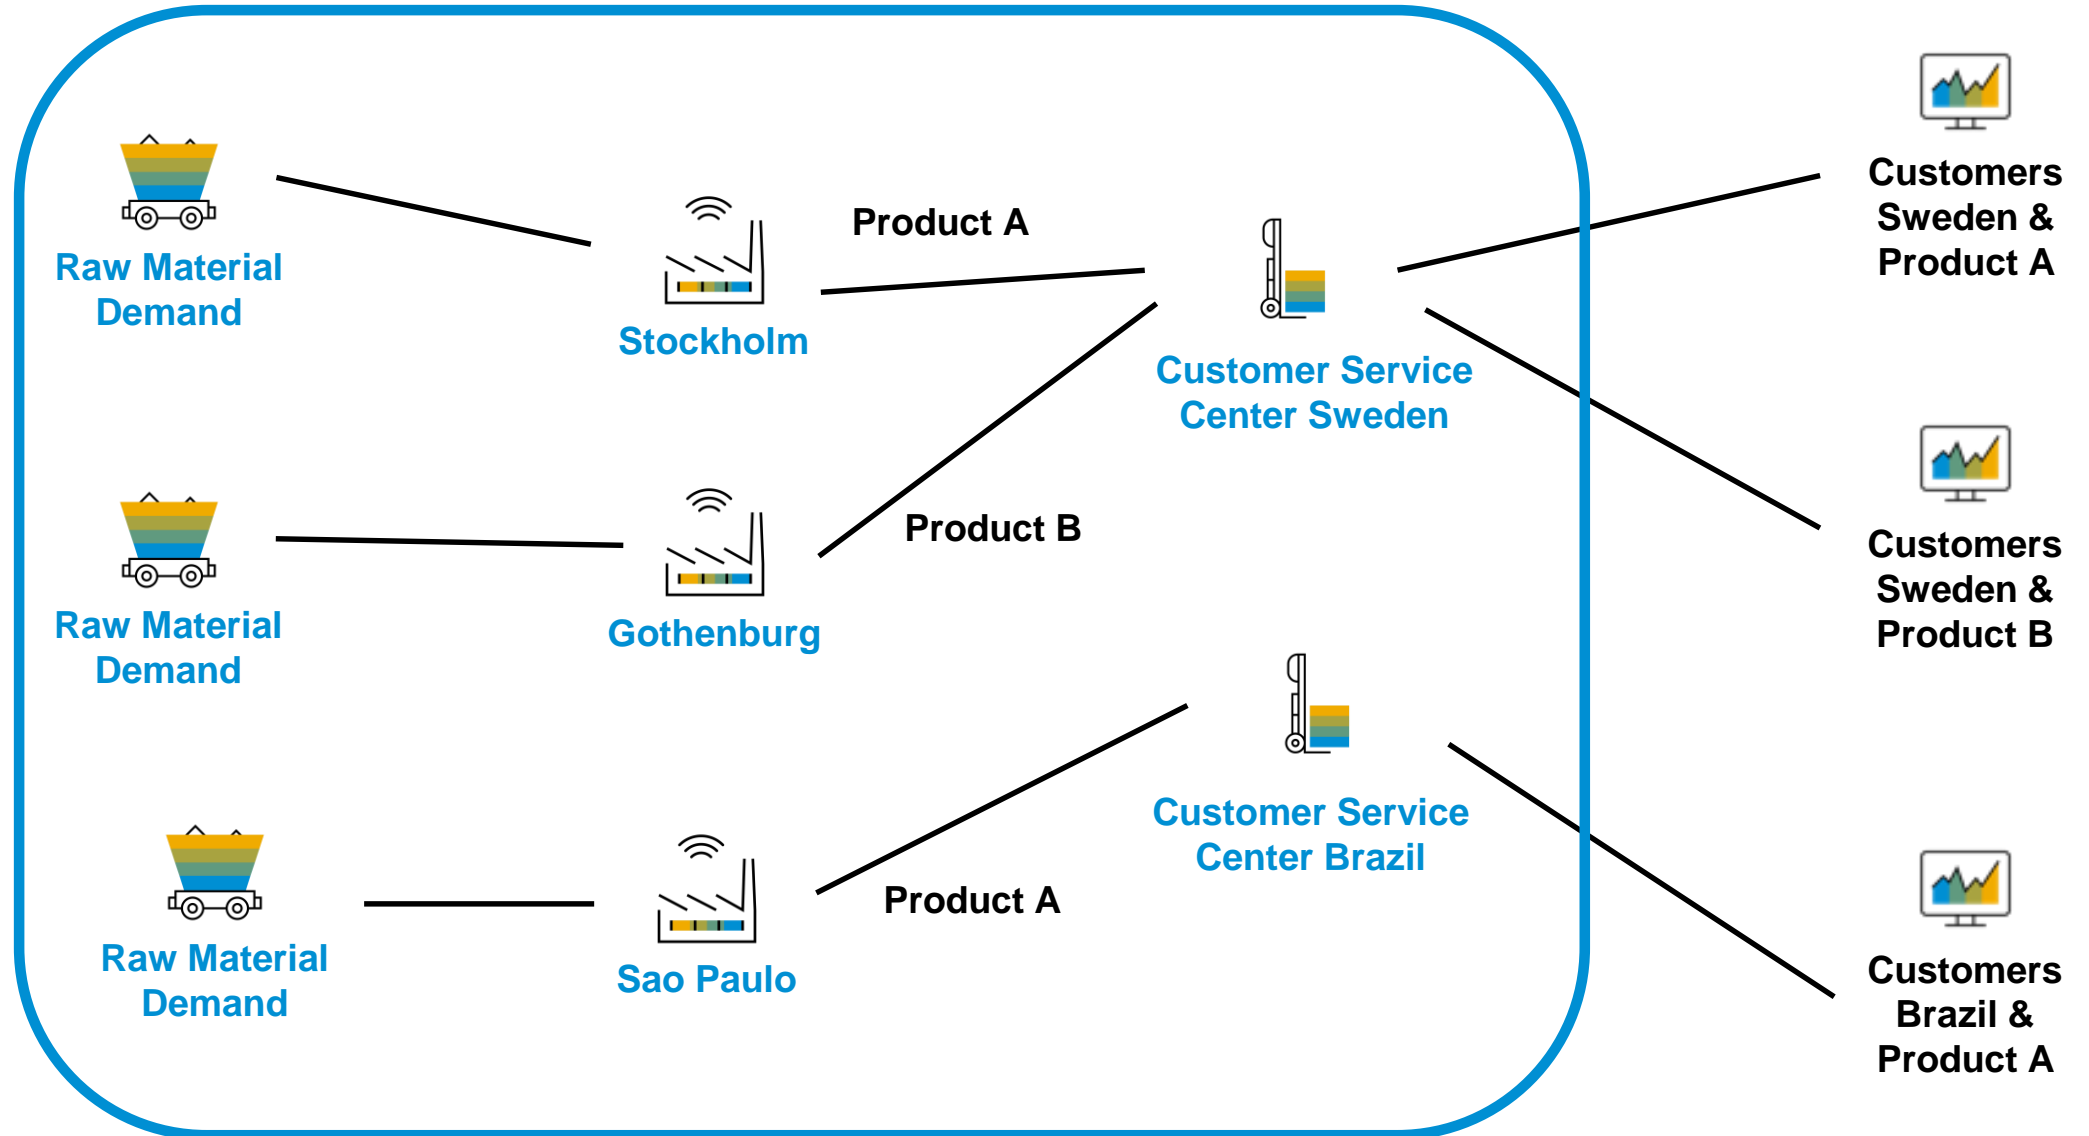 Raw Material
Demand
Stockholm
Product A
Customer Service
Center Sweden
Customers
Sweden &
Product A
Raw Material
Demand
Gothenburg
Product B
Customers
Sweden &
Product B
Raw Material
Demand
Sao Paulo
Product A
Customer Service
Center Brazil
Customers
Brazil &
Product A